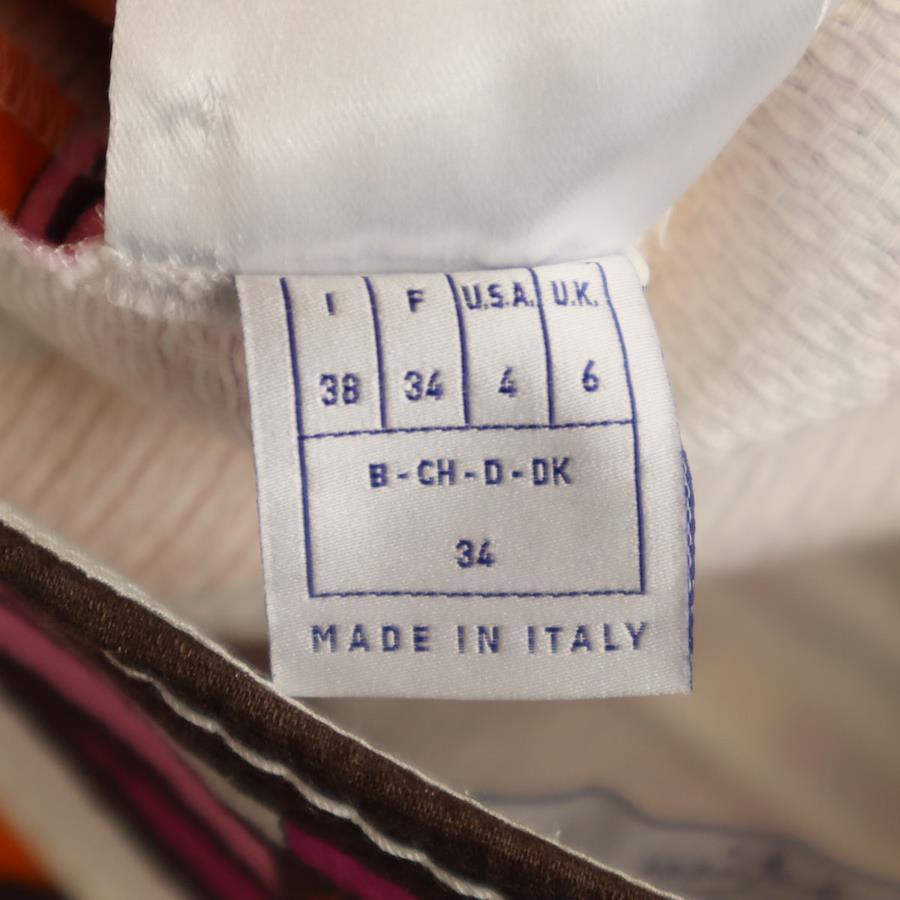 I F U.S.A. U.K.
38 34 4 6
B - CH - D - DK
34
MADE IN ITALY